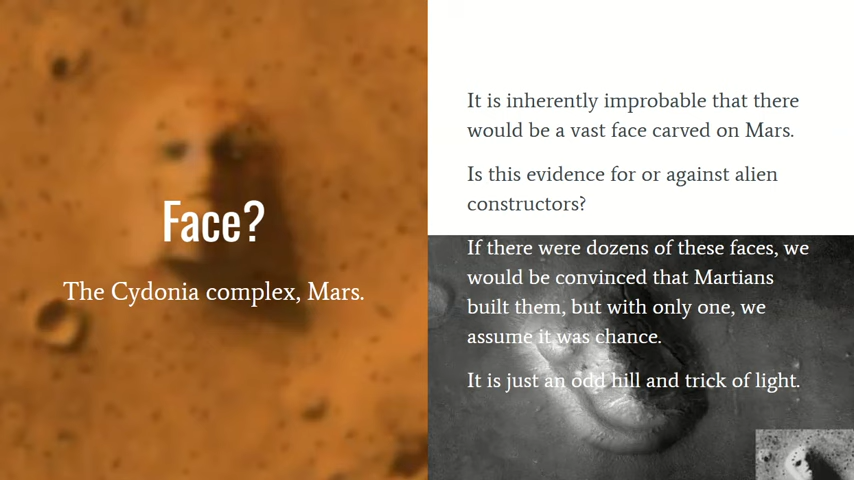 Face?
The Cydonia complex, Mars.
It is inherently improbable that there
would be a vast face carved on Mars.
Is this evidence for or against alien
constructors?
If there were dozens of these faces, we
would be convinced that Martians
built them, but with only one, we
assume it was chance.
It is just an odd hill and trick of light.